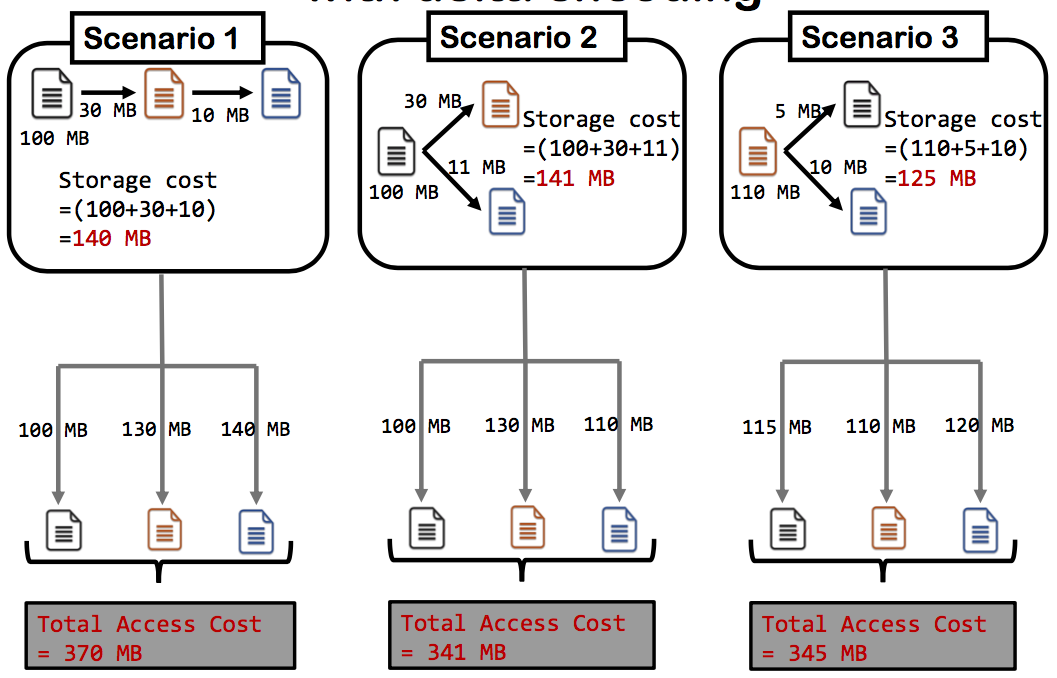 with delta encoding
Scenario 1
30 MB
10 MB
100 MB
Storage cost
=(100+30+10)
=140 MB
100 MB
130 MB
140 MB
Total Access Cost
= 370 MB
Scenario 2
30 MB
11 MB
100 MB
Storage cost
=(100+30+11)
=141 MB
100 MB
130 MB
110 MB
Total Access Cost
= 341 MB
Scenario 3
5 MB
10 MB
110 MB
Storage cost
=(110+5+10)
=125 MB
115 MB
110 MB
120 MB
Total Access Cost
= 345 MB